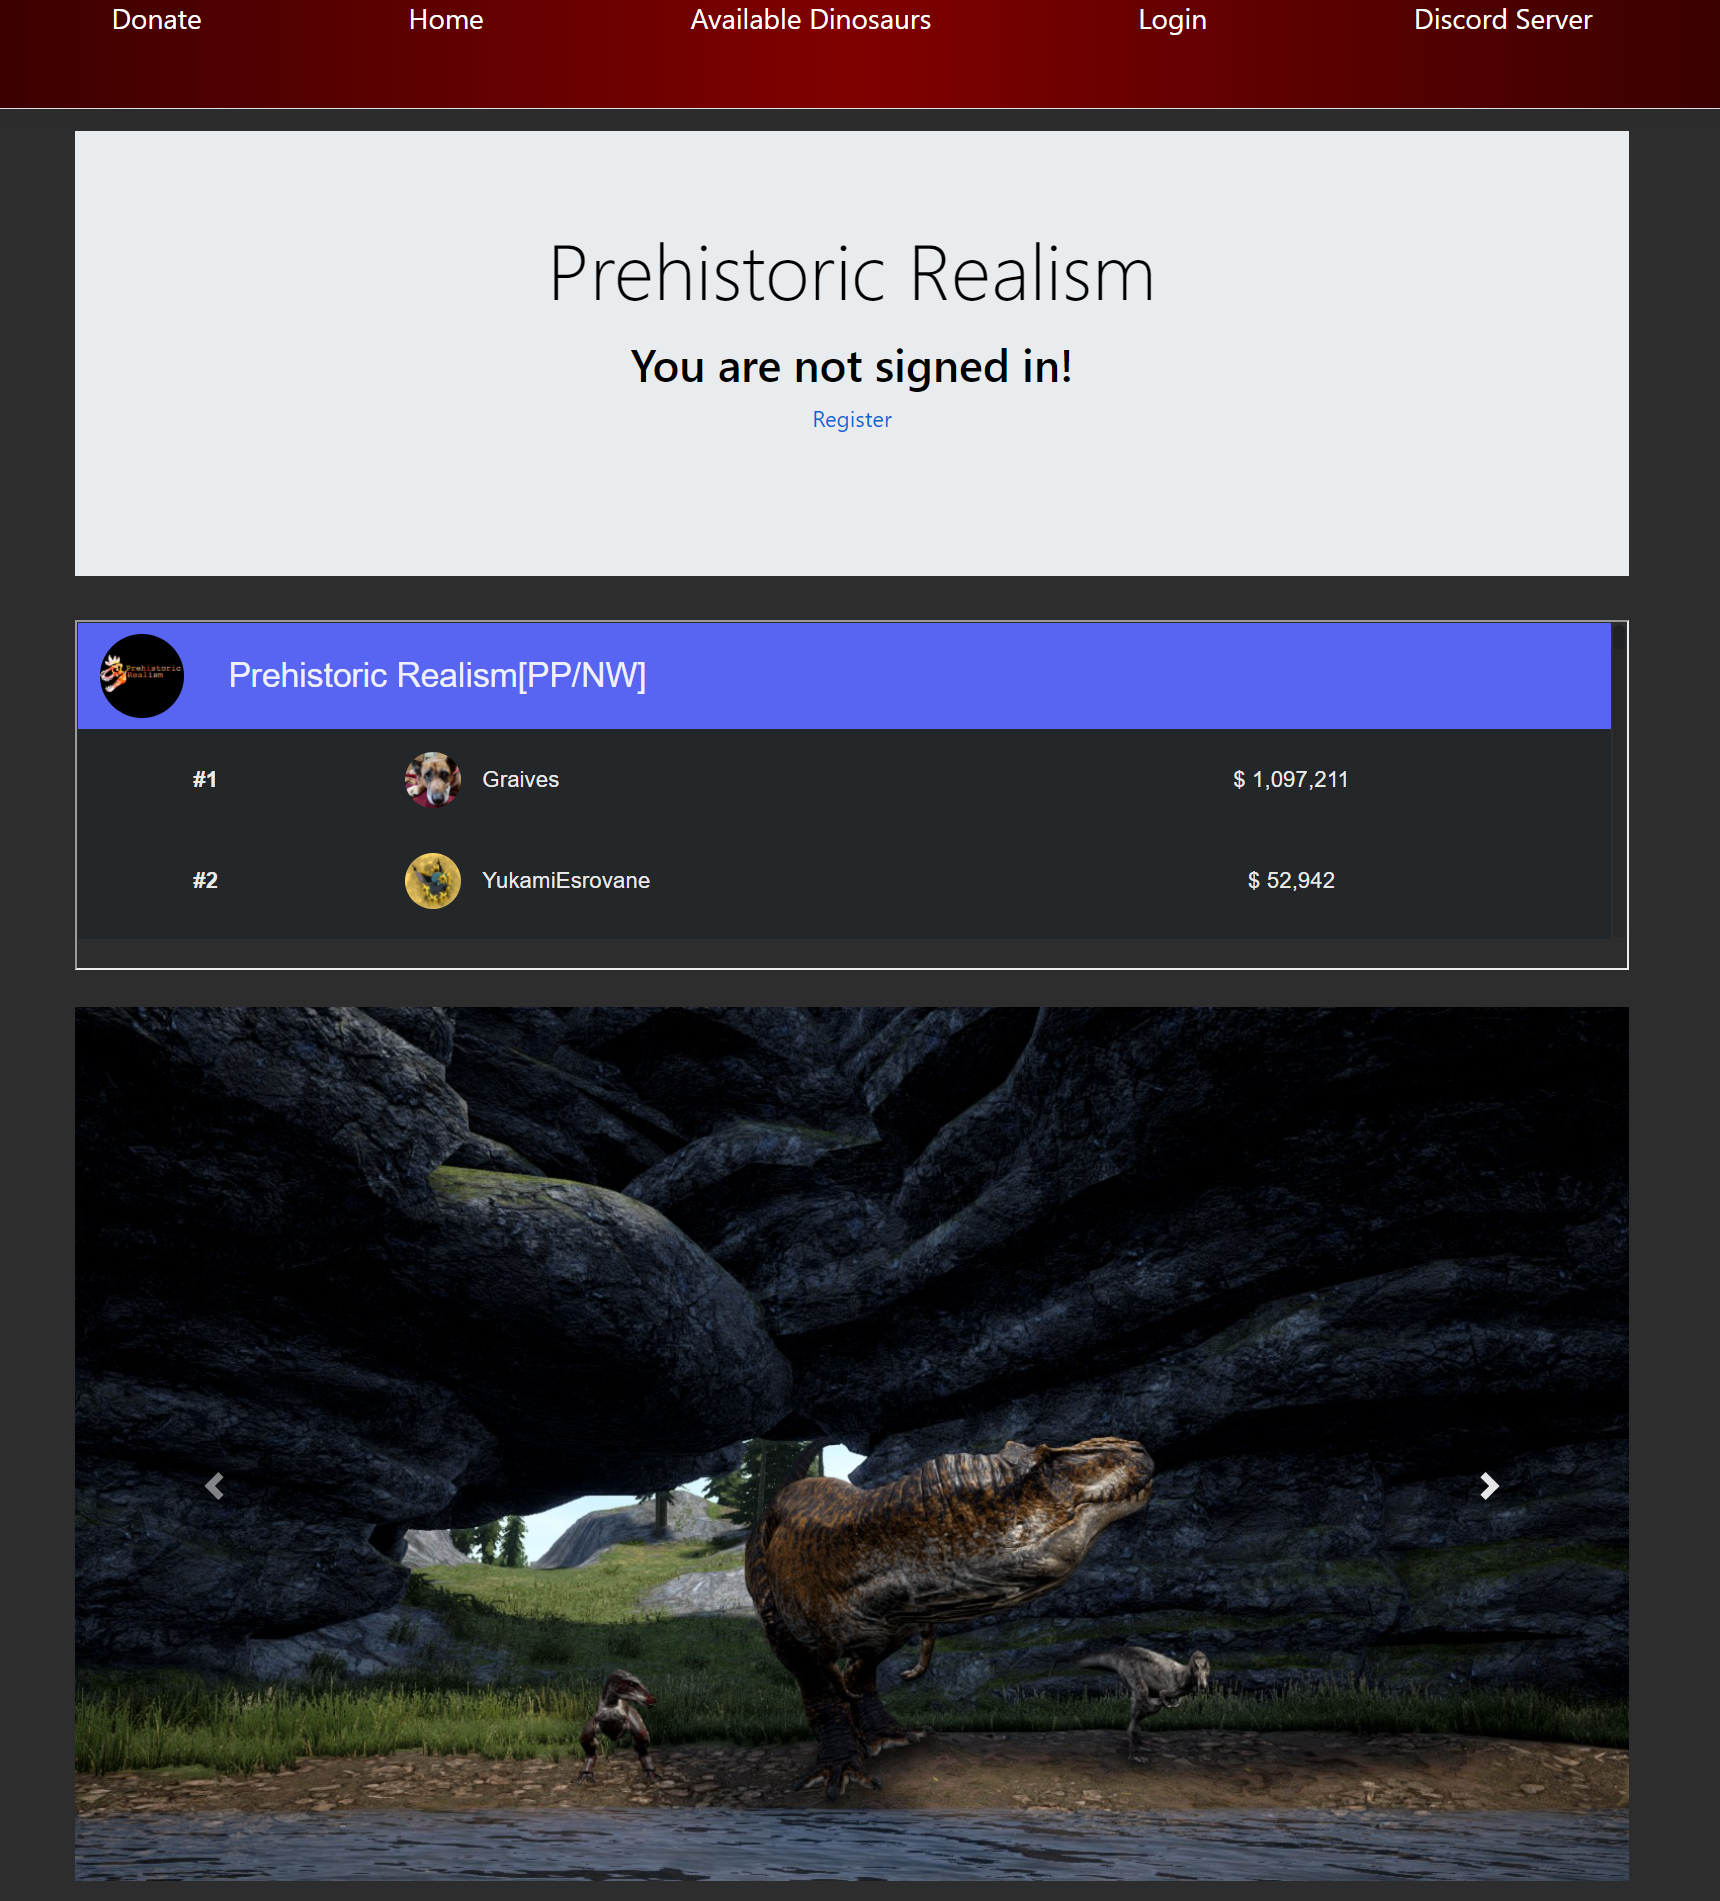 Donate Home Available Dinosaurs Login Discord Server
Prehistoric Realism
You are not signed in!
Register
Prehistoric
Realism
Prehistoric Realism[PP/NW]
#1 Graives $ 1,097,211
#2 YukamiEsrovane $ 52,942